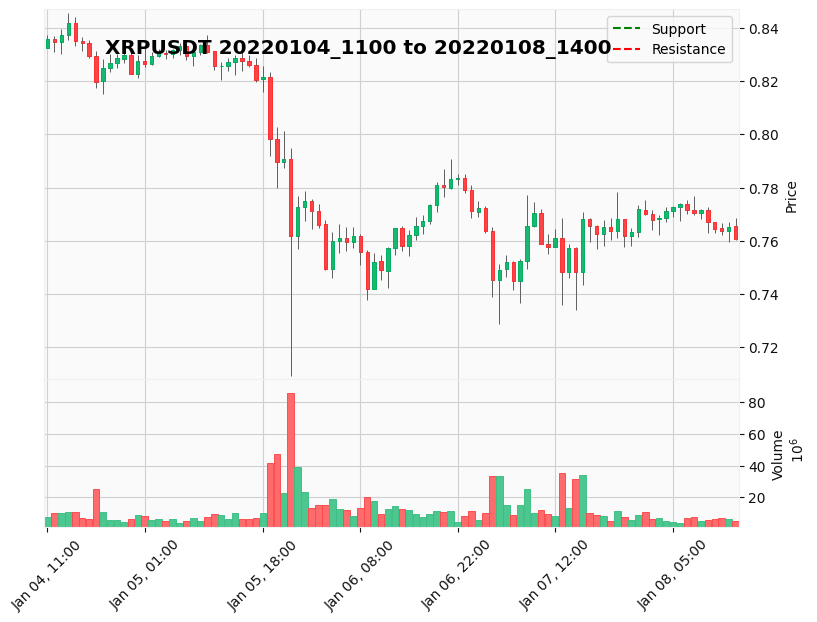 XRPUSDT 20220104_1100 to 20220108_1400
Support
Resistance
0.84
0.82
0.80
0.78
0.76
0.74
0.72
Price
80
60
40
20
Volume
10^6
Jan 04, 11:00
Jan 05, 01:00
Jan 05, 18:00
Jan 06, 08:00
Jan 06, 22:00
Jan 07, 12:00
Jan 08, 05:00